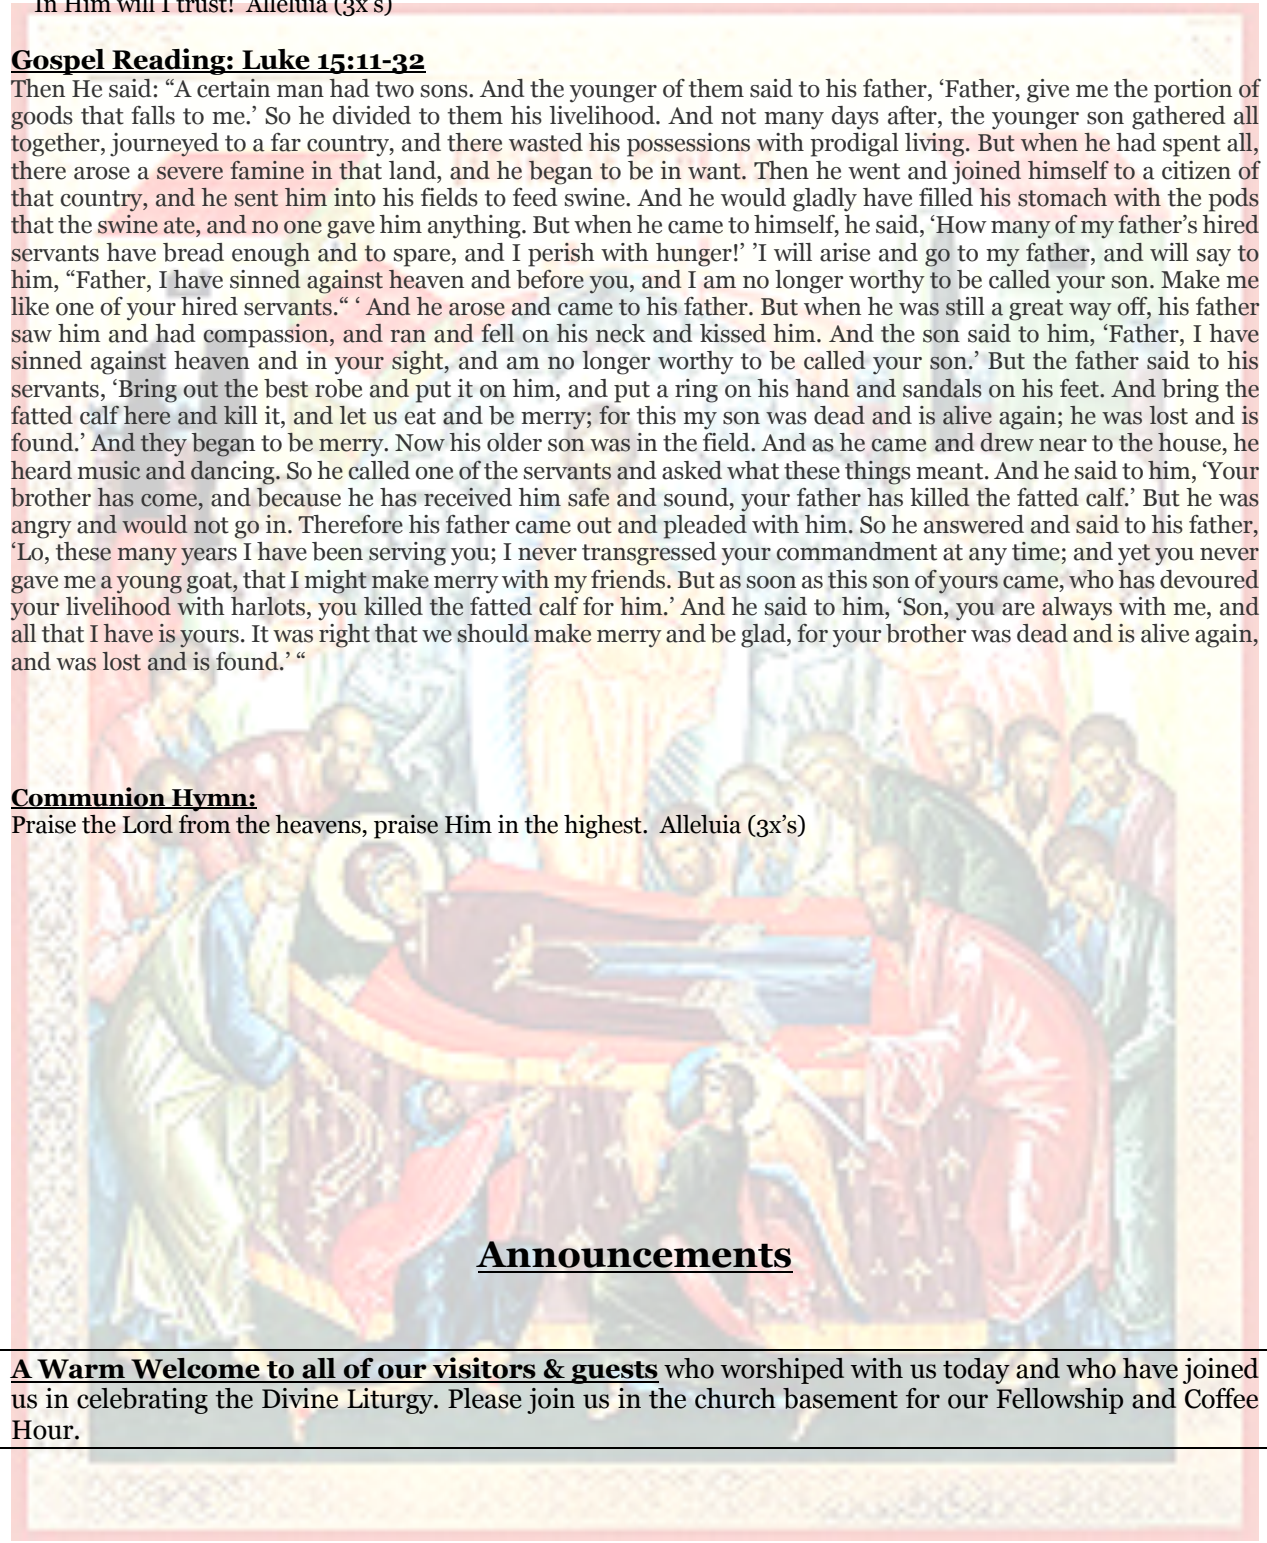 In Him will I trust!  Alleluia (3x's)
Gospel Reading: Luke 15:11-32
Then He said: “A certain man had two sons. And the younger of them said to his father, ‘Father, give me the portion of
goods that falls to me.’ So he divided to them his livelihood. And not many days after, the younger son gathered all
together, journeyed to a far country, and there wasted his possessions with prodigal living. But when he had spent all,
there arose a severe famine in that land, and he began to be in want. Then he went and joined himself to a citizen of
that country, and he sent him into his fields to feed swine. And he would gladly have filled his stomach with the pods
that the swine ate, and no one gave him anything. But when he came to himself, he said, ‘How many of my father’s hired
servants have bread enough and to spare, and I perish with hunger!’ ’I will arise and go to my father, and will say to
him, “Father, I have sinned against heaven and before you, and I am no longer worthy to be called your son. Make me
like one of your hired servants.“ ‘ And he arose and came to his father. But when he was still a great way off, his father
saw him and had compassion, and ran and fell on his neck and kissed him. And the son said to him, ‘Father, I have
sinned against heaven and in your sight, and am no longer worthy to be called your son.’ But the father said to his
servants, ‘Bring out the best robe and put it on him, and put a ring on his hand and sandals on his feet. And bring the
fatted calf here and kill it, and let us eat and be merry; for this my son was dead and is alive again; he was lost and is
found.’ And they began to be merry. Now his older son was in the field. And as he came and drew near to the house, he
heard music and dancing. So he called one of the servants and asked what these things meant. And he said to him, ‘Your
brother has come, and because he has received him safe and sound, your father has killed the fatted calf.’ But he was
angry and would not go in. Therefore his father came out and pleaded with him. So he answered and said to his father,
‘Lo, these many years I have been serving you; I never transgressed your commandment at any time; and yet you never
gave me a young goat, that I might make merry with my friends. But as soon as this son of yours came, who has devoured
your livelihood with harlots, you killed the fatted calf for him.’ And he said to him, ‘Son, you are always with me, and
all that I have is yours. It was right that we should make merry and be glad, for your brother was dead and is alive again,
and was lost and is found.’ “
Communion Hymn:
Praise the Lord from the heavens, praise Him in the highest.  Alleluia (3x’s)
Announcements
A Warm Welcome to all of our visitors & guests who worshiped with us today and who have joined
us in celebrating the Divine Liturgy. Please join us in the church basement for our Fellowship and Coffee
Hour.